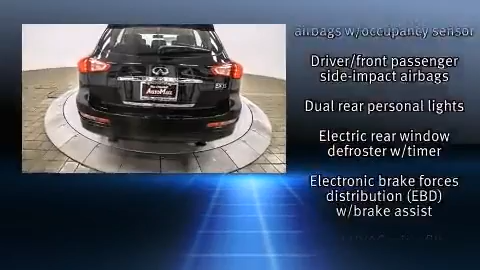 airbags w/occupancy sensor
Driver/front passenger
side-impact airbags
Dual rear personal lights
Electric rear window
defroster w/timer
Electronic brake forces
distribution (EBD)
w/brake assist
AutoMax